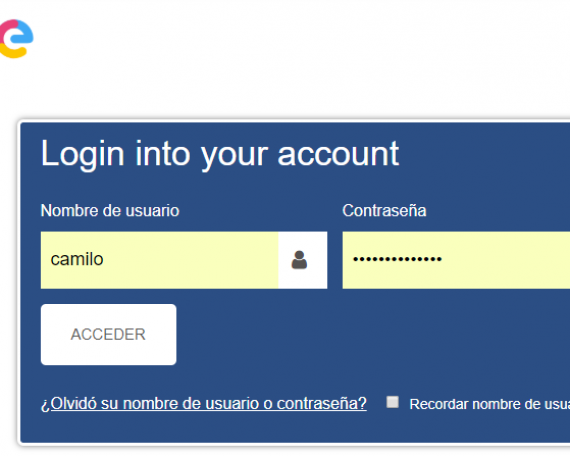 e
Login into your account
Nombre de usuario
Contraseña
camilo
••••••••••••••
ACCEDER
¿Olvidó su nombre de usuario o contraseña?
Recordar nombre de